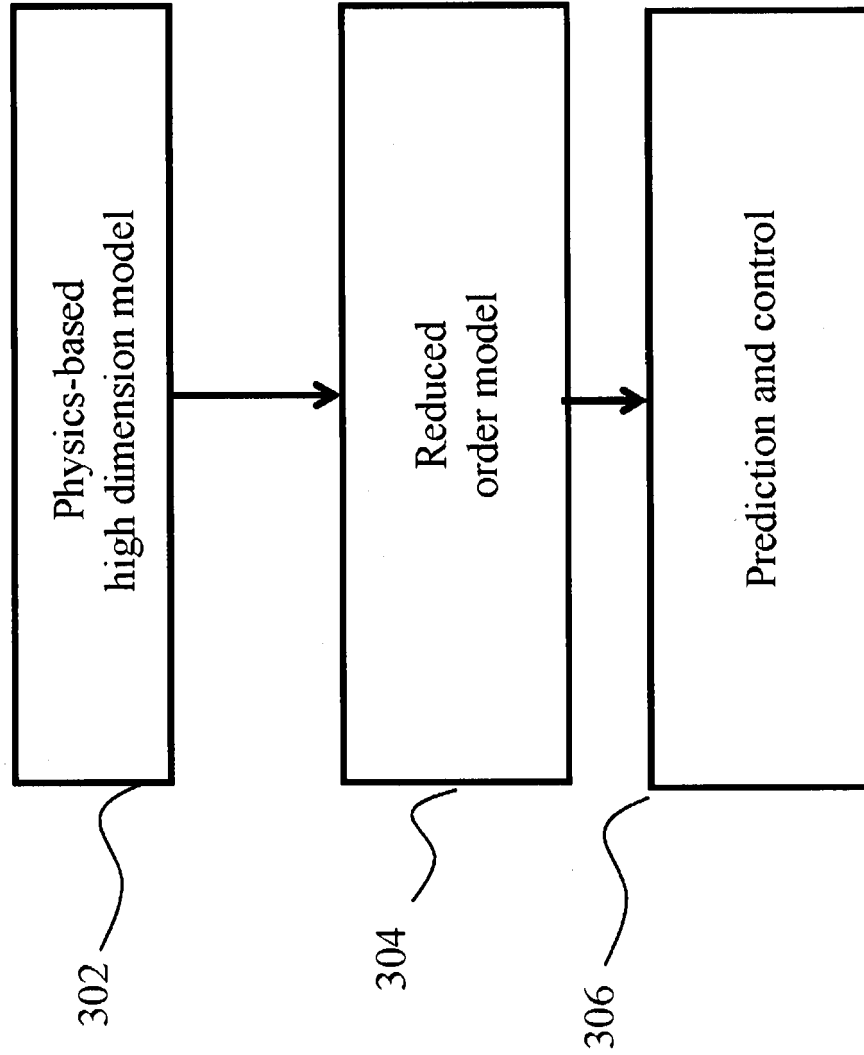 302
Physics-based
high dimension model
304
Reduced
order model
306
Prediction and control